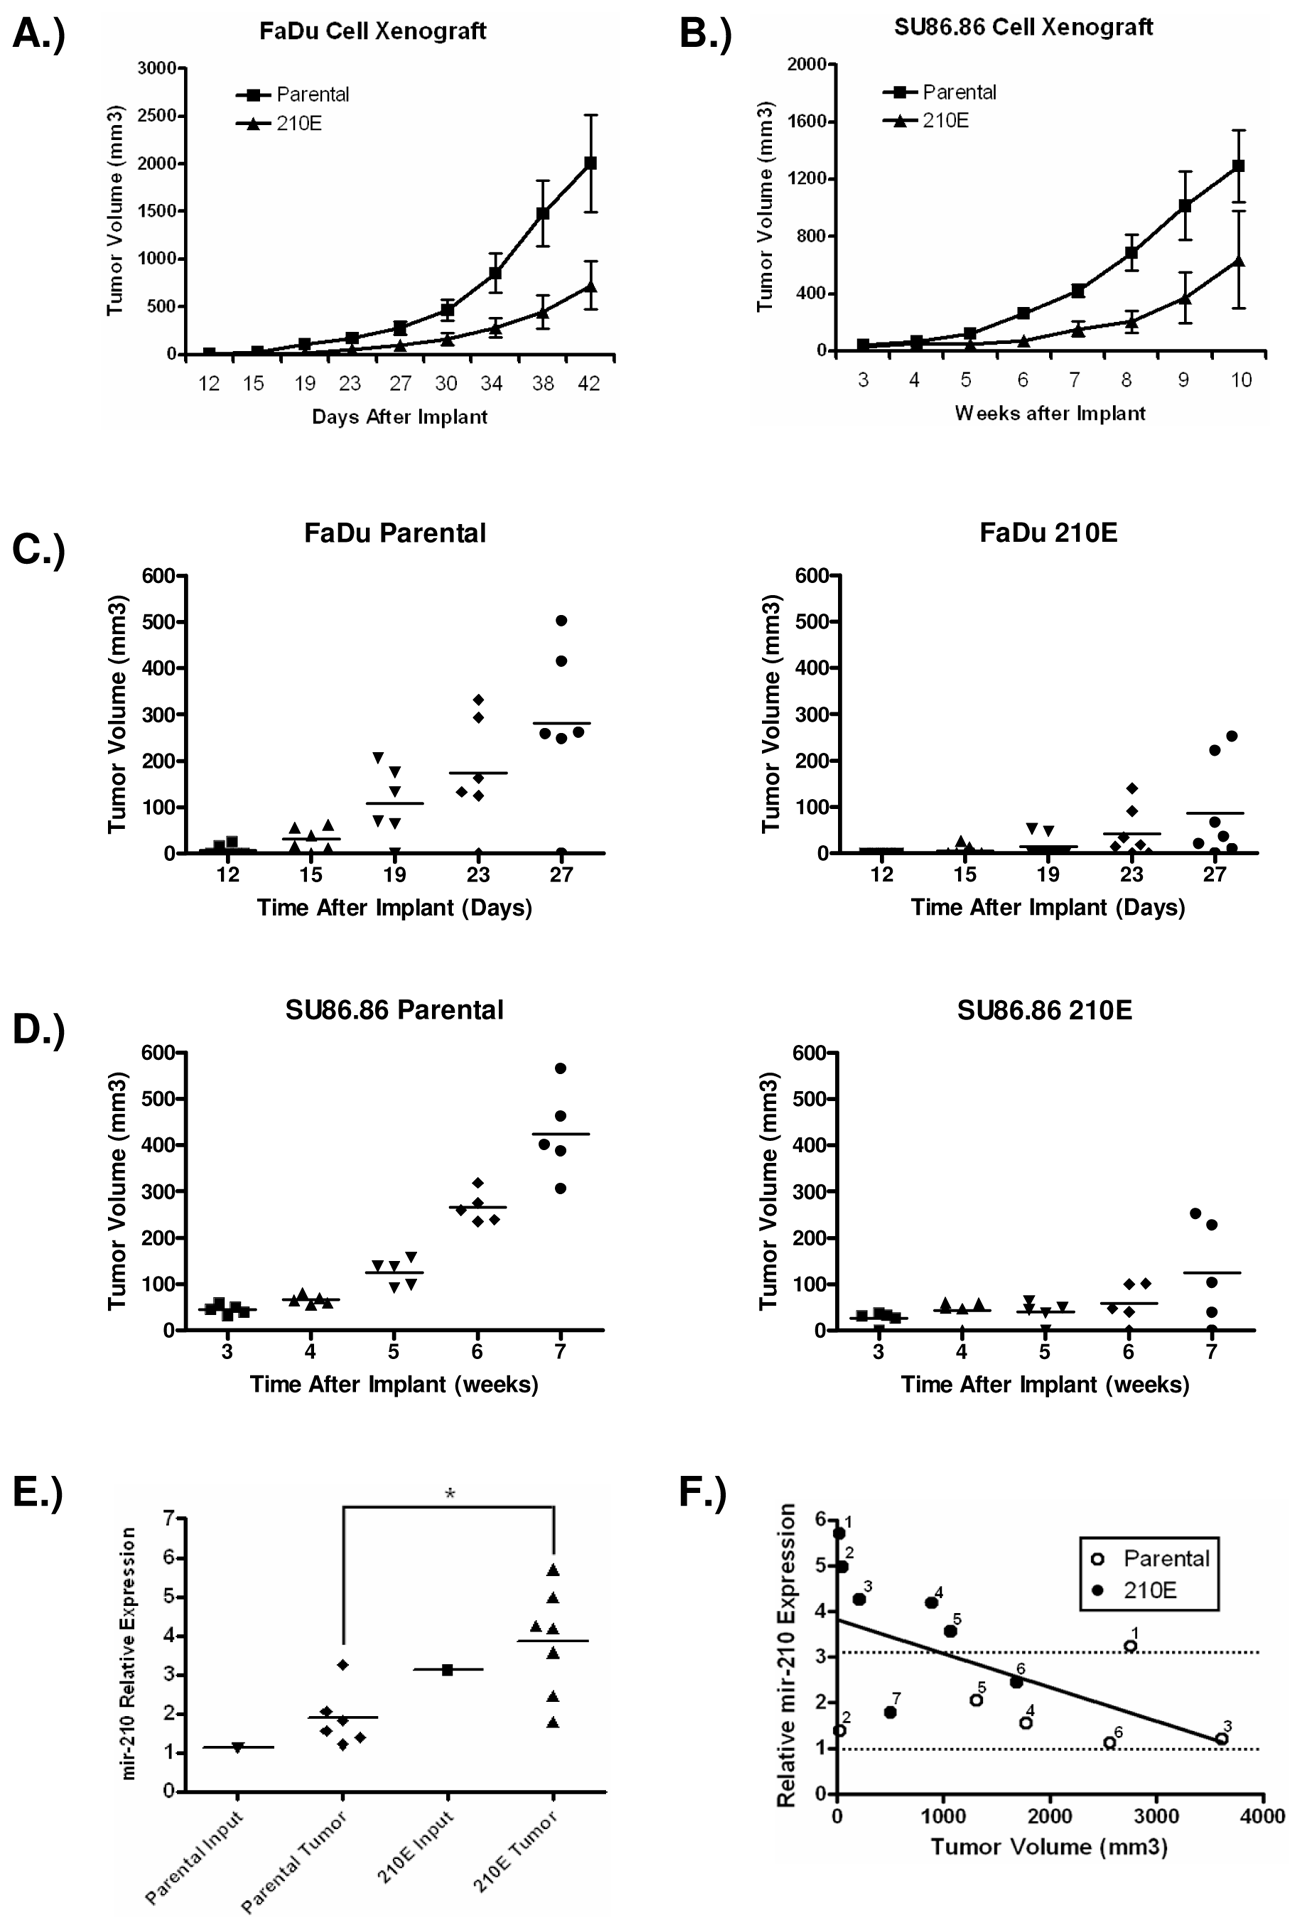 A.)
FaDu Cell Xenograft
Tumor Volume (mm3)
3000
2500
2000
1500
1000
500
0
Parental
210E
12 15 19 23 27 30 34 38 42
Days After Implant
B.)
SU86.86 Cell Xenograft
Tumor Volume (mm3)
2000
1600
1200
800
400
0
Parental
210E
3 4 5 6 7 8 9 10
Weeks after Implant
C.)
FaDu Parental
Tumor Volume (mm3)
600
500
400
300
200
100
0
12 15 19 23 27
Time After Implant (Days)
FaDu 210E
Tumor Volume (mm3)
600
500
400
300
200
100
0
12 15 19 23 27
Time After Implant (Days)
D.)
SU86.86 Parental
Tumor Volume (mm3)
600
500
400
300
200
100
0
3 4 5 6 7
Time After Implant (weeks)
SU86.86 210E
Tumor Volume (mm3)
600
500
400
300
200
100
0
3 4 5 6 7
Time After Implant (weeks)
E.)
mir-210 Relative Expression
7
6
5
4
3
2
1
0
*
Parental Input
Parental Tumor
210E Input
210E Tumor
F.)
Relative mir-210 Expression
6
5
4
3
2
1
0
Parental
210E
1
2
3
4
5
1
6
5
7
2
4
6
3
0 1000 2000 3000 4000
Tumor Volume (mm3)